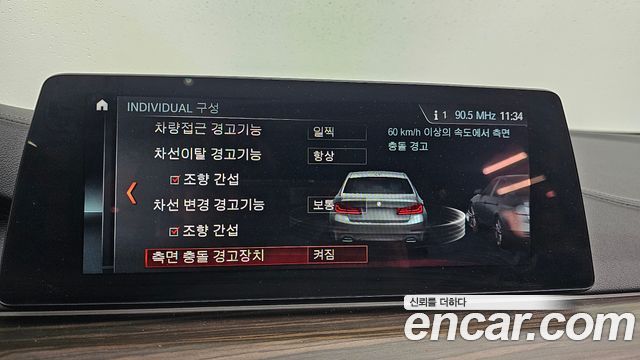 INDIVIDUAL 구성
i 1 90.5 MHz 11:34
차량접근 경고기능 일찍
차선이탈 경고기능 항상
조향 간섭
차선 변경 경고기능 보통
조향 간섭
측면 충돌 경고장치 켜짐
60 km/h 이상의 속도에서 측면
충돌 경고
신뢰를 더하다
encar.com